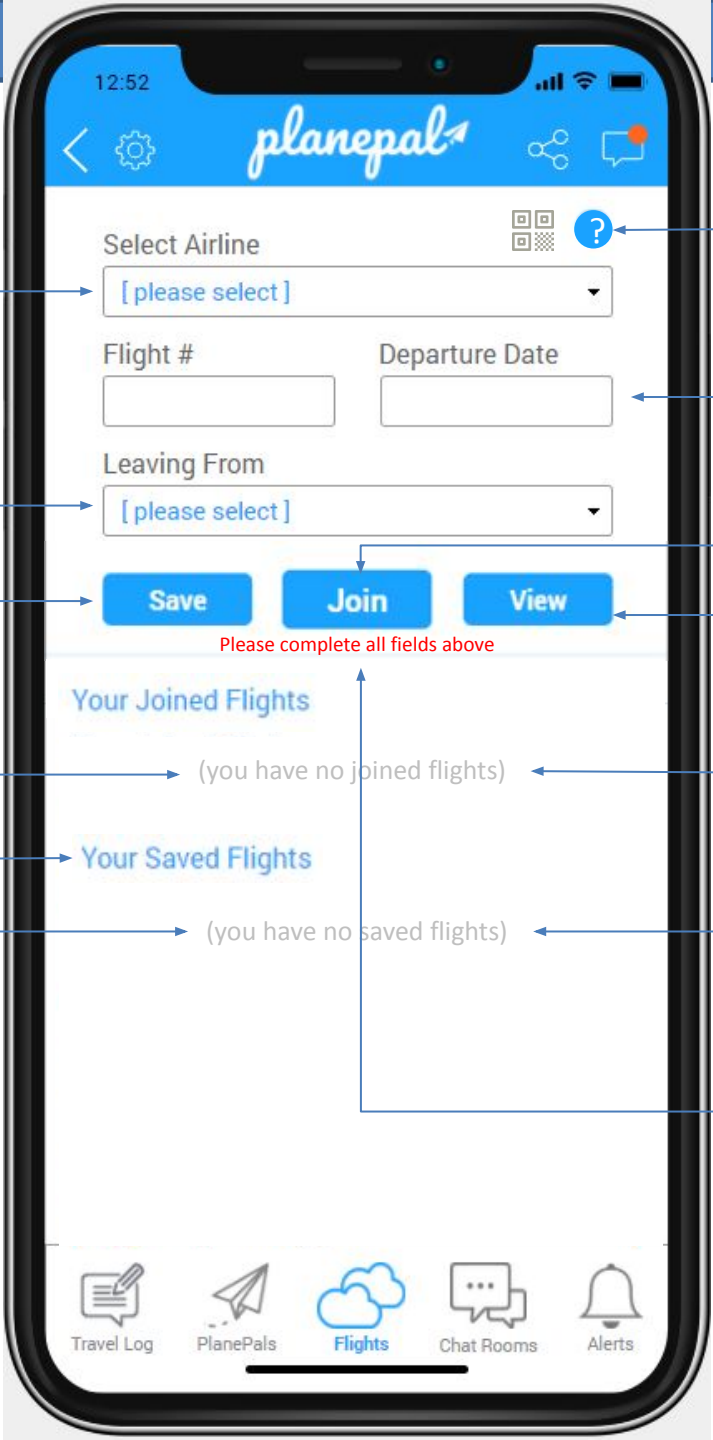 12:52
planepal
?
Select Airline
[ please select ]
Flight # Departure Date
Leaving From
[ please select ]
Save Join View
Please complete all fields above
Your Joined Flights
(you have no joined flights)
Your Saved Flights
(you have no saved flights)
Travel Log PlanePals Flights Chat Rooms Alerts